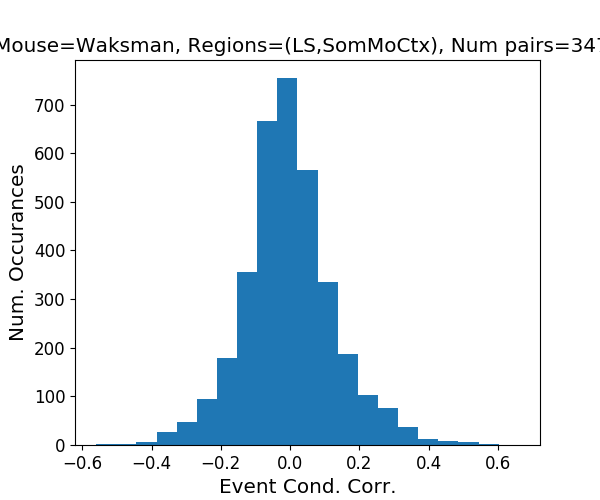 Mouse=Waksman, Regions=(LS,SomMoCtx), Num pairs=347
Num. Occurances
700
600
500
400
300
200
100
0
−0.6 −0.4 −0.2 0.0 0.2 0.4 0.6
Event Cond. Corr.